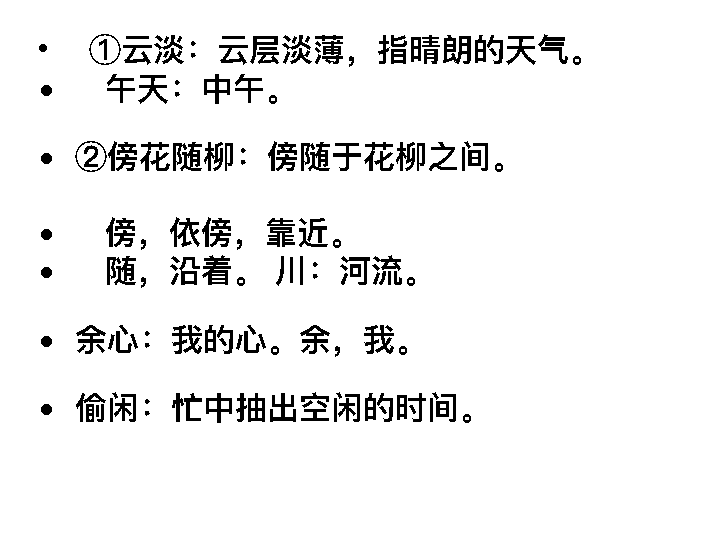 • ①云淡：云层淡薄，指晴朗的天气。
• 午天：中午。
• ②傍花随柳：傍随于花柳之间。
• 傍，依傍，靠近。
• 随，沿着。 川：河流。
• 余心：我的心。余，我。
• 偷闲：忙中抽出空闲的时间。